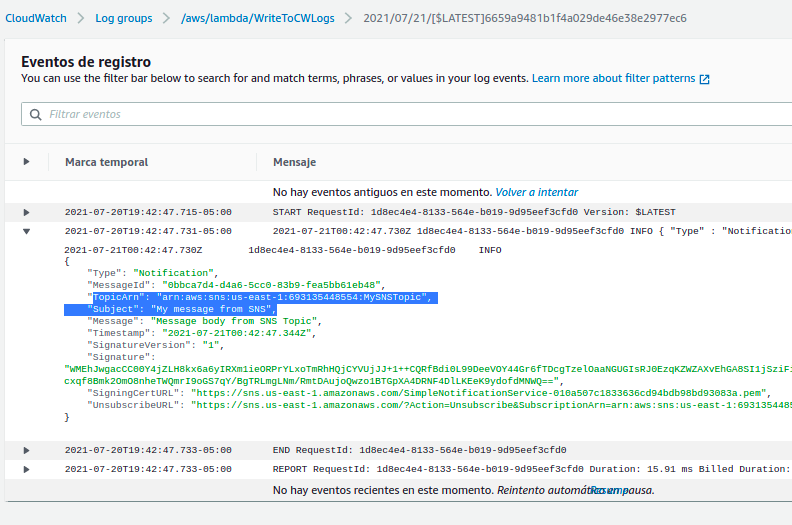 CloudWatch > Log groups > /aws/lambda/WriteToCWLogs > 2021/07/21/[$LATEST]6659a9481b1f4a029de46e38e2977ec6
Eventos de registro
You can use the filter bar below to search for and match terms, phrases, or values in your log events. Learn more about filter patterns
Filtrar eventos
Marca temporal Mensaje
No hay eventos antiguos en este momento. Volver a intentar
2021-07-20T19:42:47.715-05:00 START RequestId: 1d8ec4e4-8133-564e-b019-9d95eef3cfd0 Version: $LATEST
2021-07-20T19:42:47.731-05:00 2021-07-21T00:42:47.730Z 1d8ec4e4-8133-564e-b019-9d95eef3cfd0 INFO { "Type" : "Notification
2021-07-21T00:42:47.730Z 1d8ec4e4-8133-564e-b019-9d95eef3cfd0 INFO
{
"Type": "Notification",
"MessageId": "0bbca7d4-d4a6-5cc0-83b9-fea5bb61eb48",
"TopicArn": "arn:aws:sns:us-east-1:693135448554:MySNSTopic",
"Subject": "My message from SNS",
"Message": "Message body from SNS Topic",
"Timestamp": "2021-07-21T00:42:47.344Z",
"SignatureVersion": "1",
"Signature":
"WMEhJwgacCC00Y4jZLH8kx6a6yIRXm1ieORPrYLxoTmRhHQjCYVUjJJ+1++CQRfBdi0L99DeeVOY44Gr6fTDcgTzelOaaNGUGIsRJ0EzqKZWZAXvEhGA8SI1jSziFi
cxqf8Bmk2OmO8nheTWQmrI9oGS7qY/BgTRLmgLNm/RmtDAujoQwzo1BTGpXA4DRNF4DlLKEeK9ydofdMNWQ==",
"SigningCertURL": "https://sns.us-east-1.amazonaws.com/SimpleNotificationService-010a507c1833636cd94bdb98bd93083a.pem",
"UnsubscribeURL": "https://sns.us-east-1.amazonaws.com/?Action=Unsubscribe&SubscriptionArn=arn:aws:sns:us-east-1:6931354485
}
2021-07-20T19:42:47.733-05:00 END RequestId: 1d8ec4e4-8133-564e-b019-9d95eef3cfd0
2021-07-20T19:42:47.733-05:00 REPORT RequestId: 1d8ec4e4-8133-564e-b019-9d95eef3cfd0 Duration: 15.91 ms Billed Duration:
No hay eventos recientes en este momento. Reintento automático en pausa.